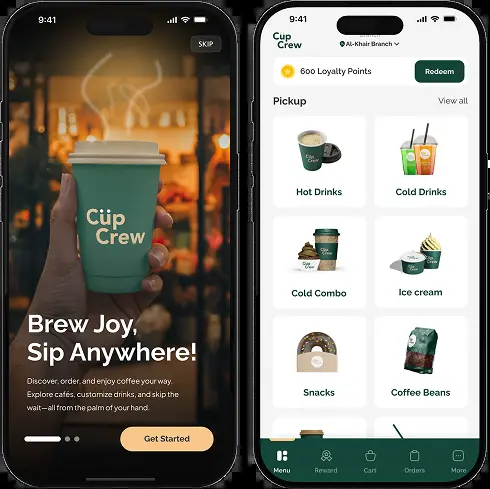 9:41
SKIP
Cüp
Crew
Brew Joy,
Sip Anywhere!
Discover, order, and enjoy coffee your way.
Explore cafés, customize drinks, and skip the
wait—all from the palm of your hand.
Get Started
9:41
Cüp
Crew
Al-Khair Branch
600 Loyalty Points
Redeem
Pickup
View all
Hot Drinks
Cold Drinks
Cold Combo
Ice cream
Snacks
Coffee Beans
Menu
Reward
Cart
Orders
More